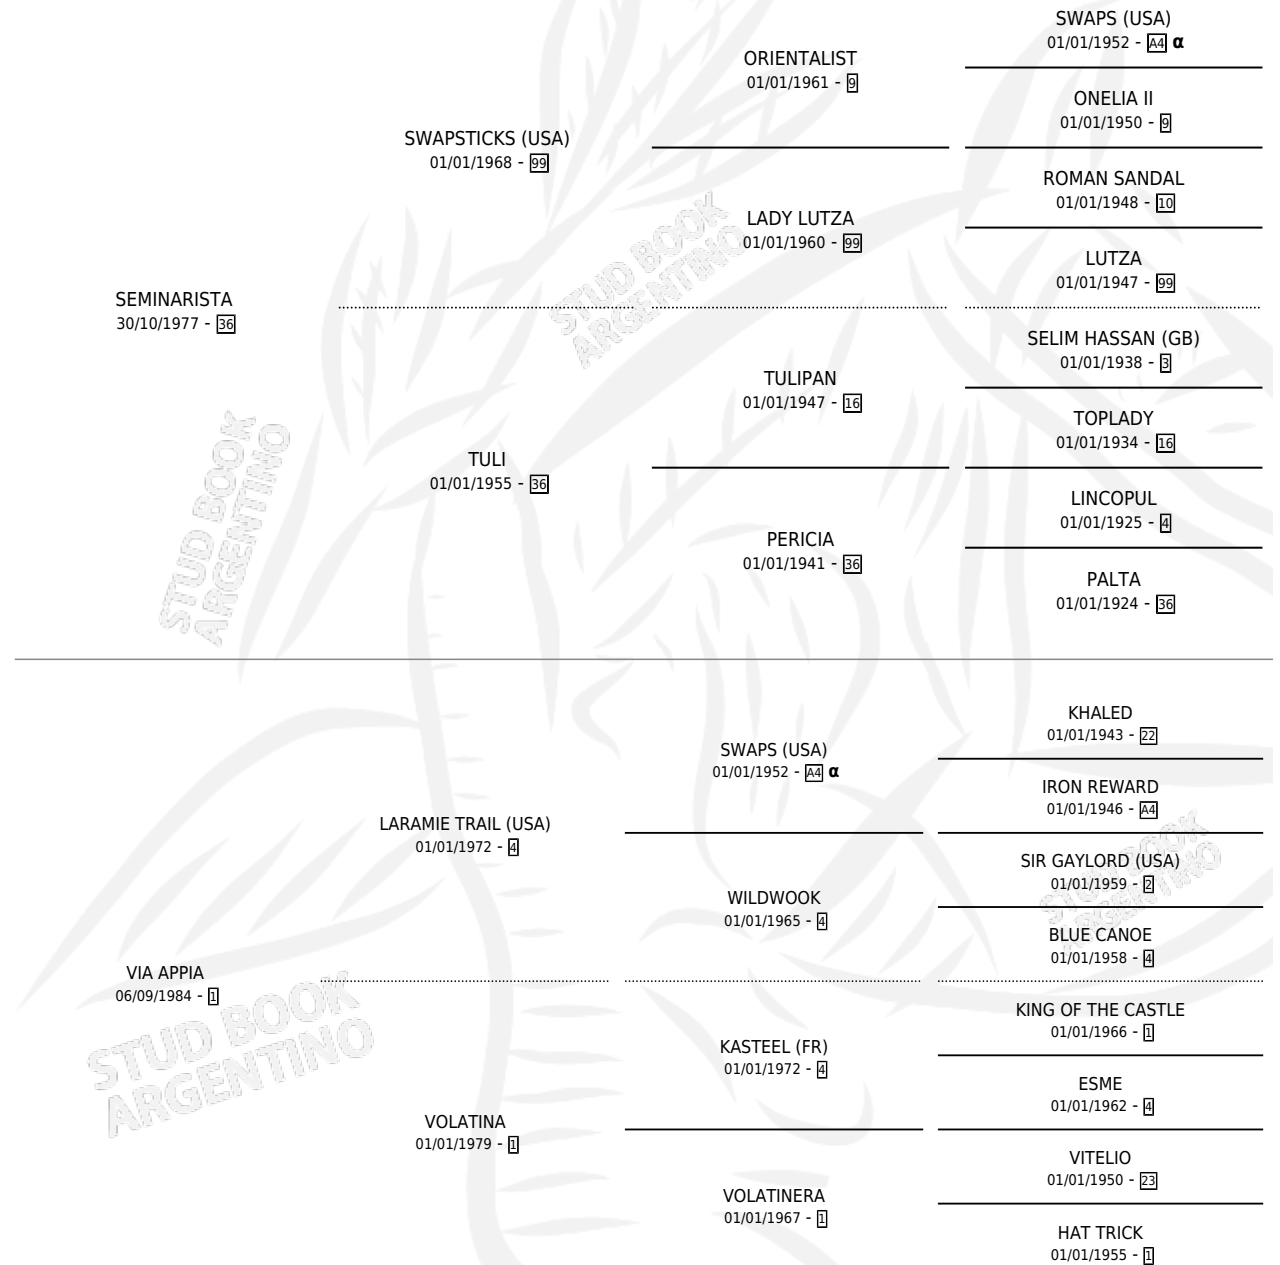 SWAPS (USA)
01/01/1952 - A4 α
ORIENTALIST
01/01/1961 - 9
ONELIA II
01/01/1950 - 9
SWAPSTICKS (USA)
01/01/1968 - 99
ROMAN SANDAL
01/01/1948 - 10
LADY LUTZA
01/01/1960 - 99
LUTZA
01/01/1947 - 99
SEMINARISTA
30/10/1977 - 36
STUD BOOK
ARGENTINO
SELIM HASSAN (GB)
01/01/1938 - 3
TULIPAN
01/01/1947 - 16
TOPLADY
01/01/1934 - 16
TULI
01/01/1955 - 36
LINCOPUL
01/01/1925 - 4
PERICIA
01/01/1941 - 36
PALTA
01/01/1924 - 36
STUD BOOK
ARGENTINO
KHALED
01/01/1943 - 22
SWAPS (USA)
01/01/1952 - A4 α
IRON REWARD
01/01/1946 - A4
LARAMIE TRAIL (USA)
01/01/1972 - 4
SIR GAYLORD (USA)
01/01/1959 - 2
WILDWOOK
01/01/1965 - 4
BLUE CANOE
01/01/1958 - 4
STUD BOOK
ARGENTINO
VIA APPIA
06/09/1984 - 1
KING OF THE CASTLE
01/01/1966 - 1
KASTEEL (FR)
01/01/1972 - 4
ESME
01/01/1962 - 4
STUD BOOK
ARGENTINO
VOLATINA
01/01/1979 - 1
VITELIO
01/01/1950 - 23
VOLATINERA
01/01/1967 - 1
HAT TRICK
01/01/1955 - 1